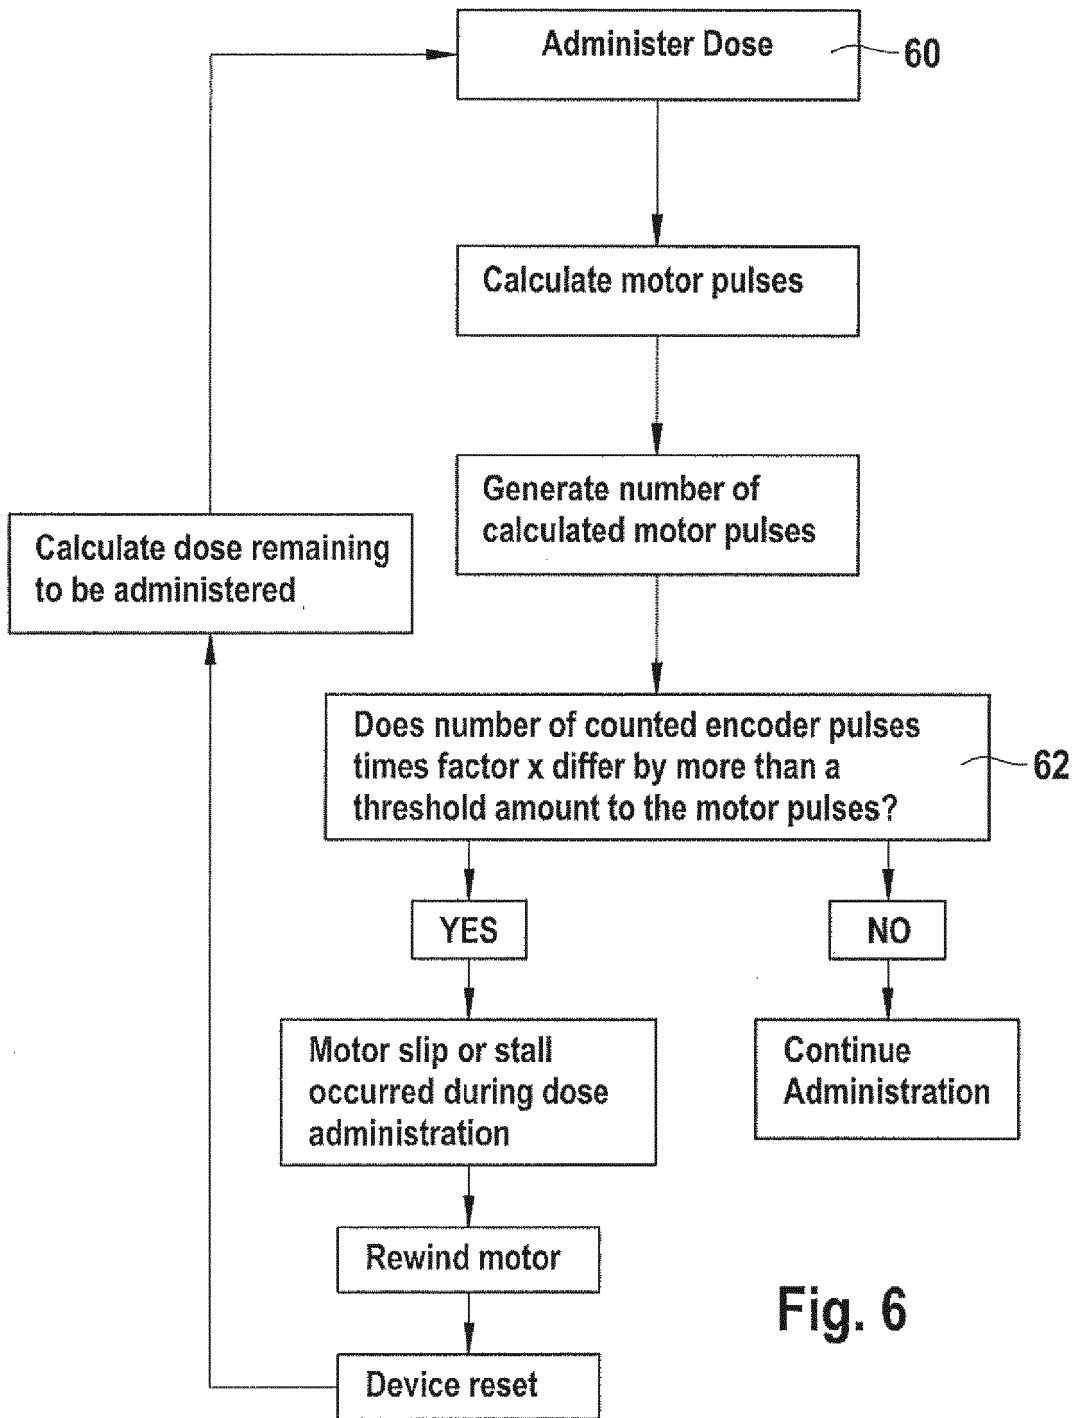 Administer Dose
60
Calculate motor pulses
Generate number of
calculated motor pulses
Calculate dose remaining
to be administered
Does number of counted encoder pulses
times factor x differ by more than a
threshold amount to the motor pulses?
62
YES
NO
Motor slip or stall
occurred during dose
administration
Continue
Administration
Rewind motor
Device reset
Fig. 6